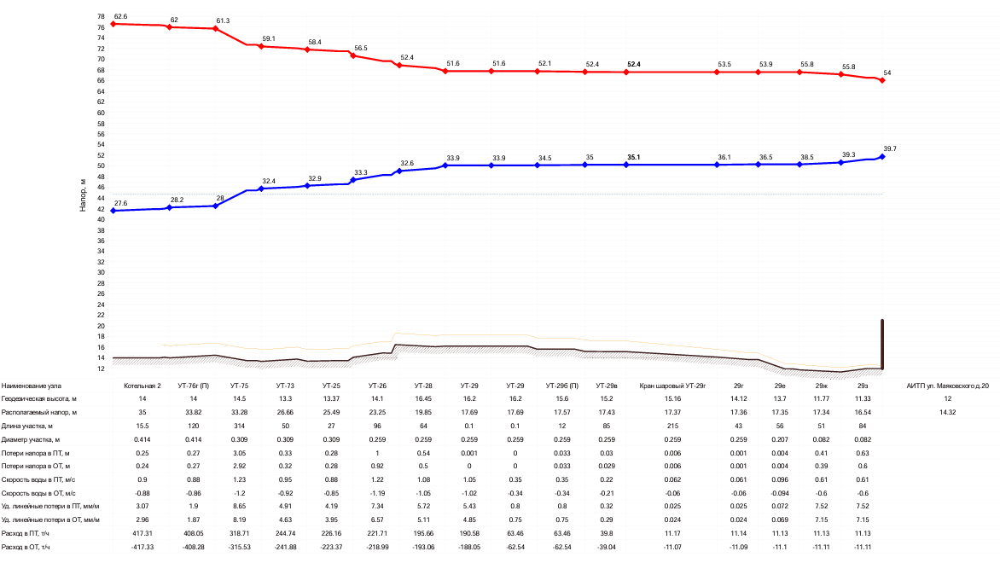 78
62.6 62 61.3
76
74
59.1 58.4
72
56.5
70
52.4 51.6 51.6 52.1 52.4 52.4 53.5 53.9 55.8 55.8 54
68
66
64
62
60
58
56
54
52
32.6 33.9 33.9 34.5 35 35.1 36.1 36.5 38.5 39.3 39.7
50
32.4 32.9 33.3
48
46
27.6 28.2 28
44
42
40
38
36
34
32
30
28
26
24
22
20
18
16
14
12
Напор, м
Наименование узла Котельная 2 УТ-76г (П) УТ-75 УТ-73 УТ-25 УТ-26 УТ-28 УТ-29 УТ-29 УТ-29б (П) УТ-29в Кран шаровый УТ-29г 29г 29е 29ж 29з АИТП ул. Маяковского д.20
Геодезическая высота, м 14 14 14.5 13.3 13.37 14.1 16.45 16.2 16.2 15.6 15.2 15.16 14.12 13.7 11.77 11.33 12
Располагаемый напор, м 35 33.82 33.28 26.66 25.49 23.25 19.85 17.69 17.69 17.57 17.43 17.37 17.36 17.35 17.34 16.54 14.32
Длина участка, м 15.5 120 314 50 27 96 64 0.1 0.1 12 85 215 43 56 51 84
Диаметр участка, м 0.414 0.414 0.309 0.309 0.309 0.259 0.259 0.259 0.259 0.259 0.259 0.259 0.259 0.207 0.082 0.082
Потери напора в ПТ, м 0.25 0.27 3.05 0.33 0.28 1 0.54 0.001 0 0.033 0.03 0.006 0.001 0.004 0.41 0.63
Потери напора в ОТ, м 0.24 0.27 2.92 0.32 0.28 0.92 0.5 0 0 0.033 0.029 0.006 0.001 0.004 0.39 0.6
Скорость воды в ПТ, м/с 0.9 0.88 1.23 0.95 0.88 1.22 1.08 1.05 0.35 0.35 0.22 0.062 0.061 0.096 0.61 0.61
Скорость воды в ОТ, м/с -0.88 -0.86 -1.2 -0.92 -0.85 -1.19 -1.05 -1.02 -0.34 -0.34 -0.21 -0.06 -0.06 -0.094 -0.6 -0.6
Уд. линейные потери в ПТ, мм/м 3.07 1.9 8.65 4.91 4.19 7.34 5.72 5.43 0.8 0.8 0.32 0.025 0.025 0.072 7.52 7.52
Уд. линейные потери в ОТ, мм/м 2.96 1.87 8.19 4.63 3.95 6.57 5.11 4.85 0.75 0.75 0.29 0.024 0.024 0.069 7.15 7.15
Расход в ПТ, т/ч 417.31 408.05 318.71 244.74 226.16 221.71 195.66 190.58 63.46 63.46 39.8 11.17 11.14 11.13 11.13 11.13
Расход в ОТ, т/ч -417.33 -408.28 -315.53 -241.88 -223.37 -218.99 -193.06 -188.05 -62.54 -62.54 -39.04 -11.07 -11.09 -11.1 -11.11 -11.11